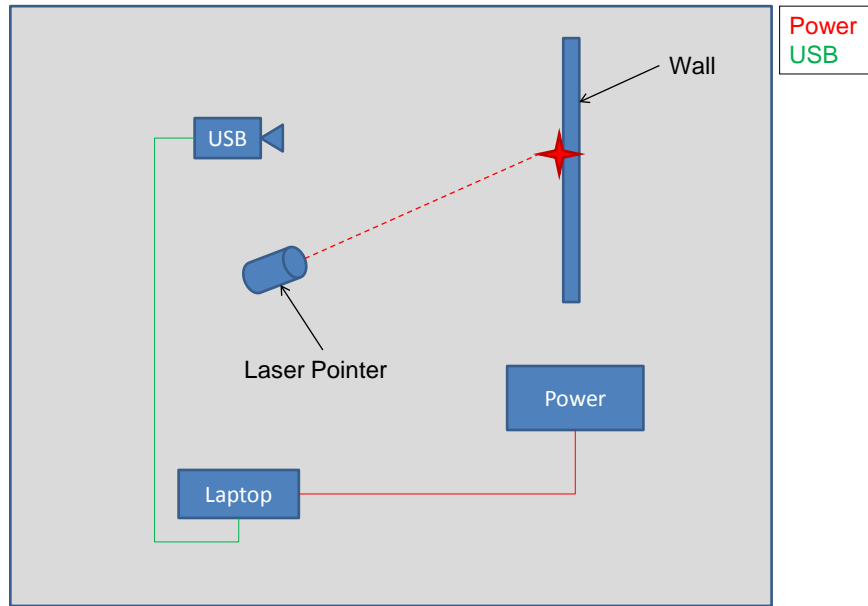 Power
USB
Wall
USB
Laser Pointer
Power
Laptop